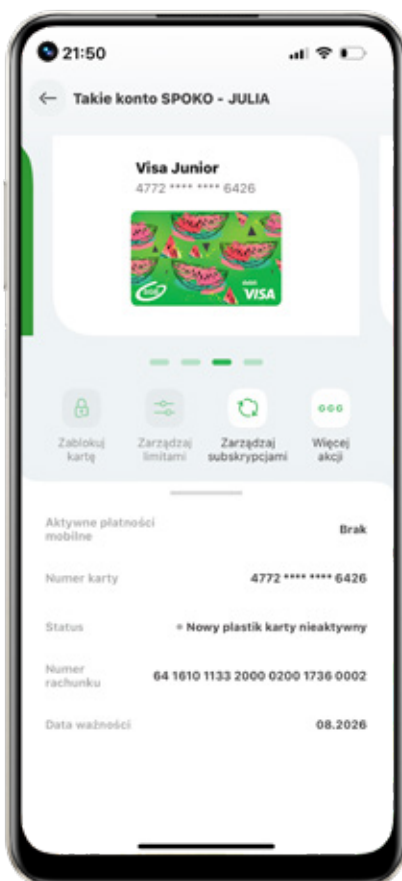 21:50
Takie konto SPOKO - JULIA
Visa Junior
4772 **** **** 6426
SGB
debit
VISA
Zablokuj
kartę
Zarządzaj
limitami
Zarządzaj
subskrypcjami
Więcej
akcji
Aktywne płatności
mobilne
Brak
Numer karty
4772 **** **** 6426
Status
Nowy plastik karty nieaktywny
Numer
rachunku
64 1610 1133 2000 0200 1736 0002
Data ważności
08.2026